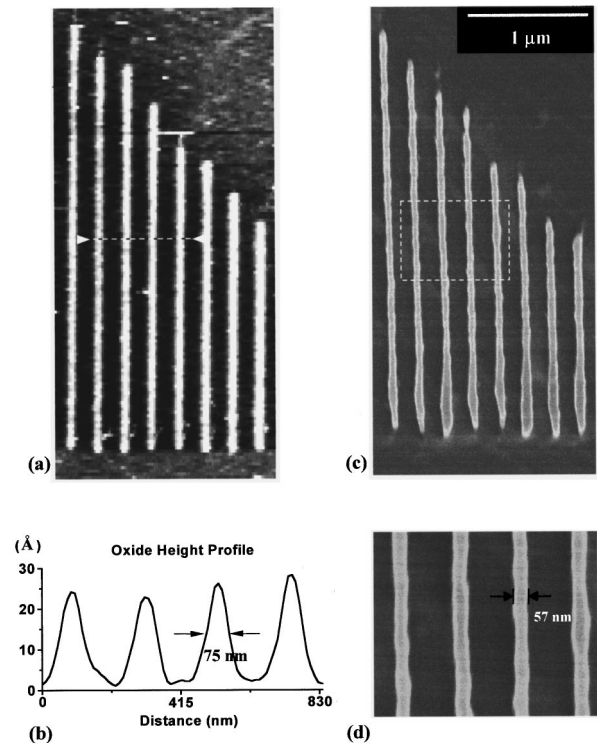 1 μm
(a)
(c)
(Å)
Oxide Height Profile
30
20
10
0
75 nm
0
415
830
Distance (nm)
(b)
57 nm
(d)